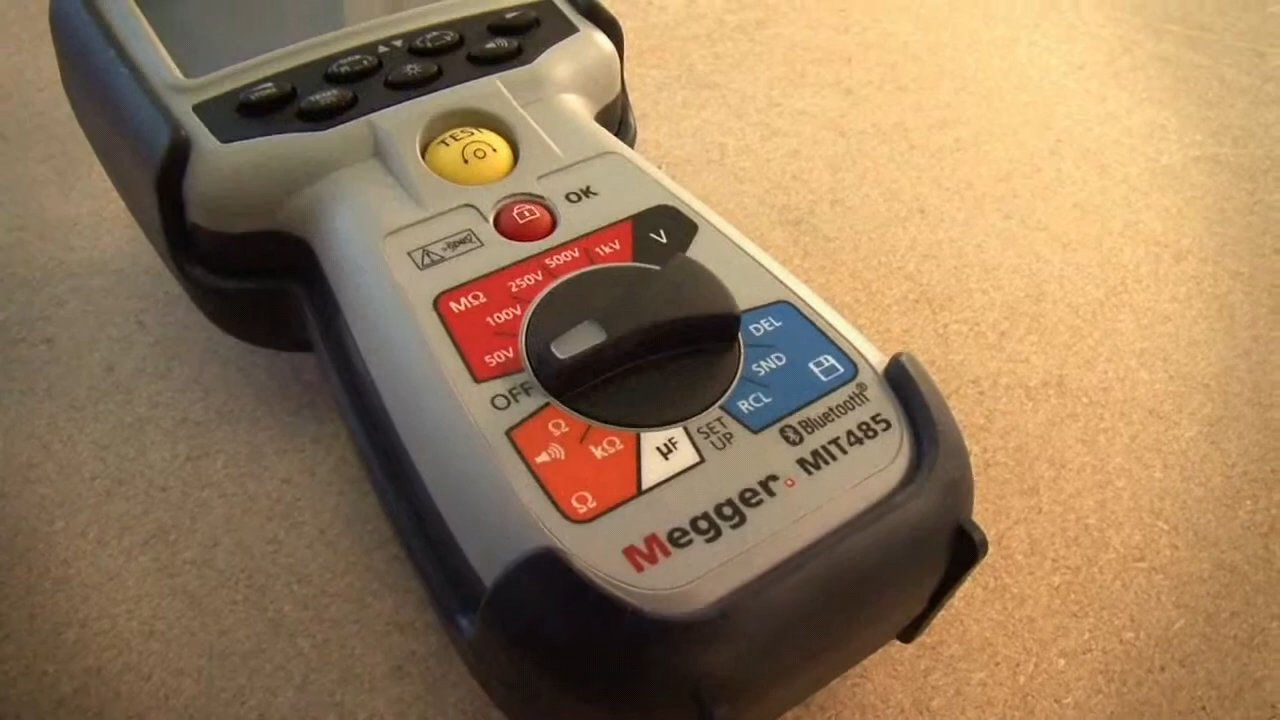 TEST
OK
V
1kV
500V
250V
MΩ
100V
50V
OFF
DEL
SND
RCL
Ω
kΩ
µF
SET
UP
Ω
Bluetooth®
MIT485
Megger